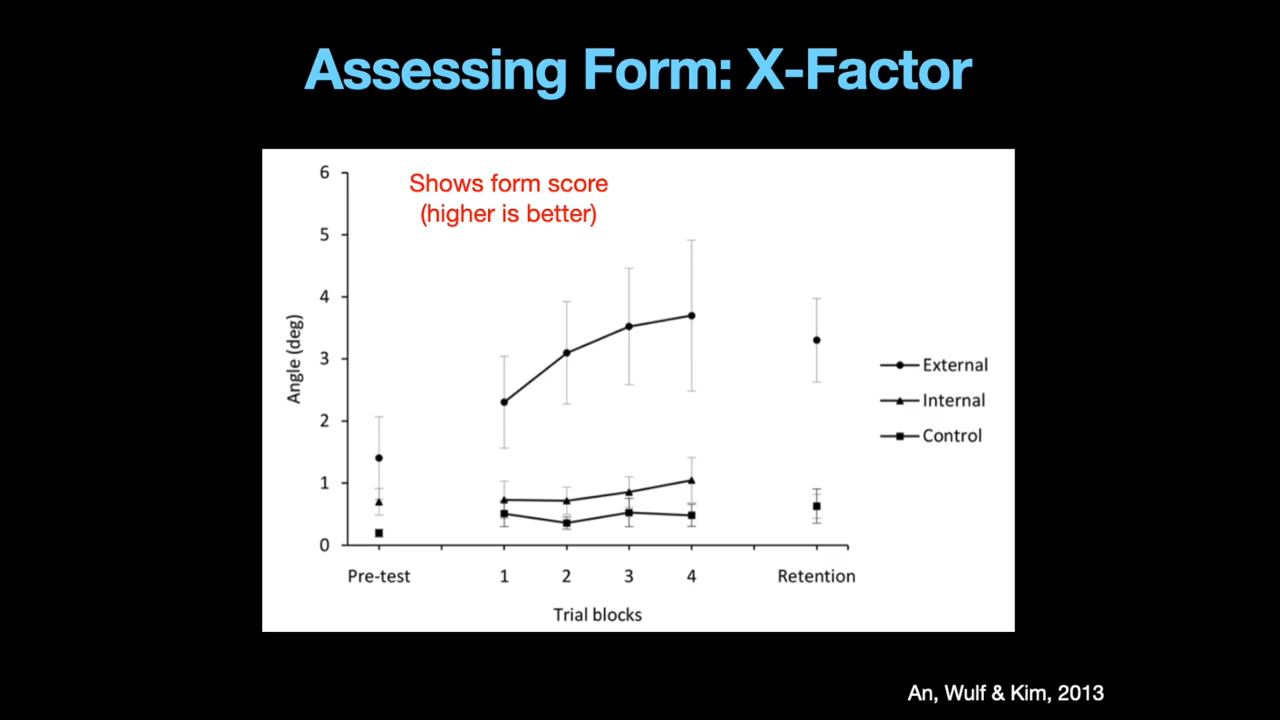 Assessing Form: X-Factor
Shows form score
(higher is better)
6
5
4
3
2
1
0
Angle (deg)
External
Internal
Control
Pre-test 1 2 3 4 Retention
Trial blocks
An, Wulf & Kim, 2013